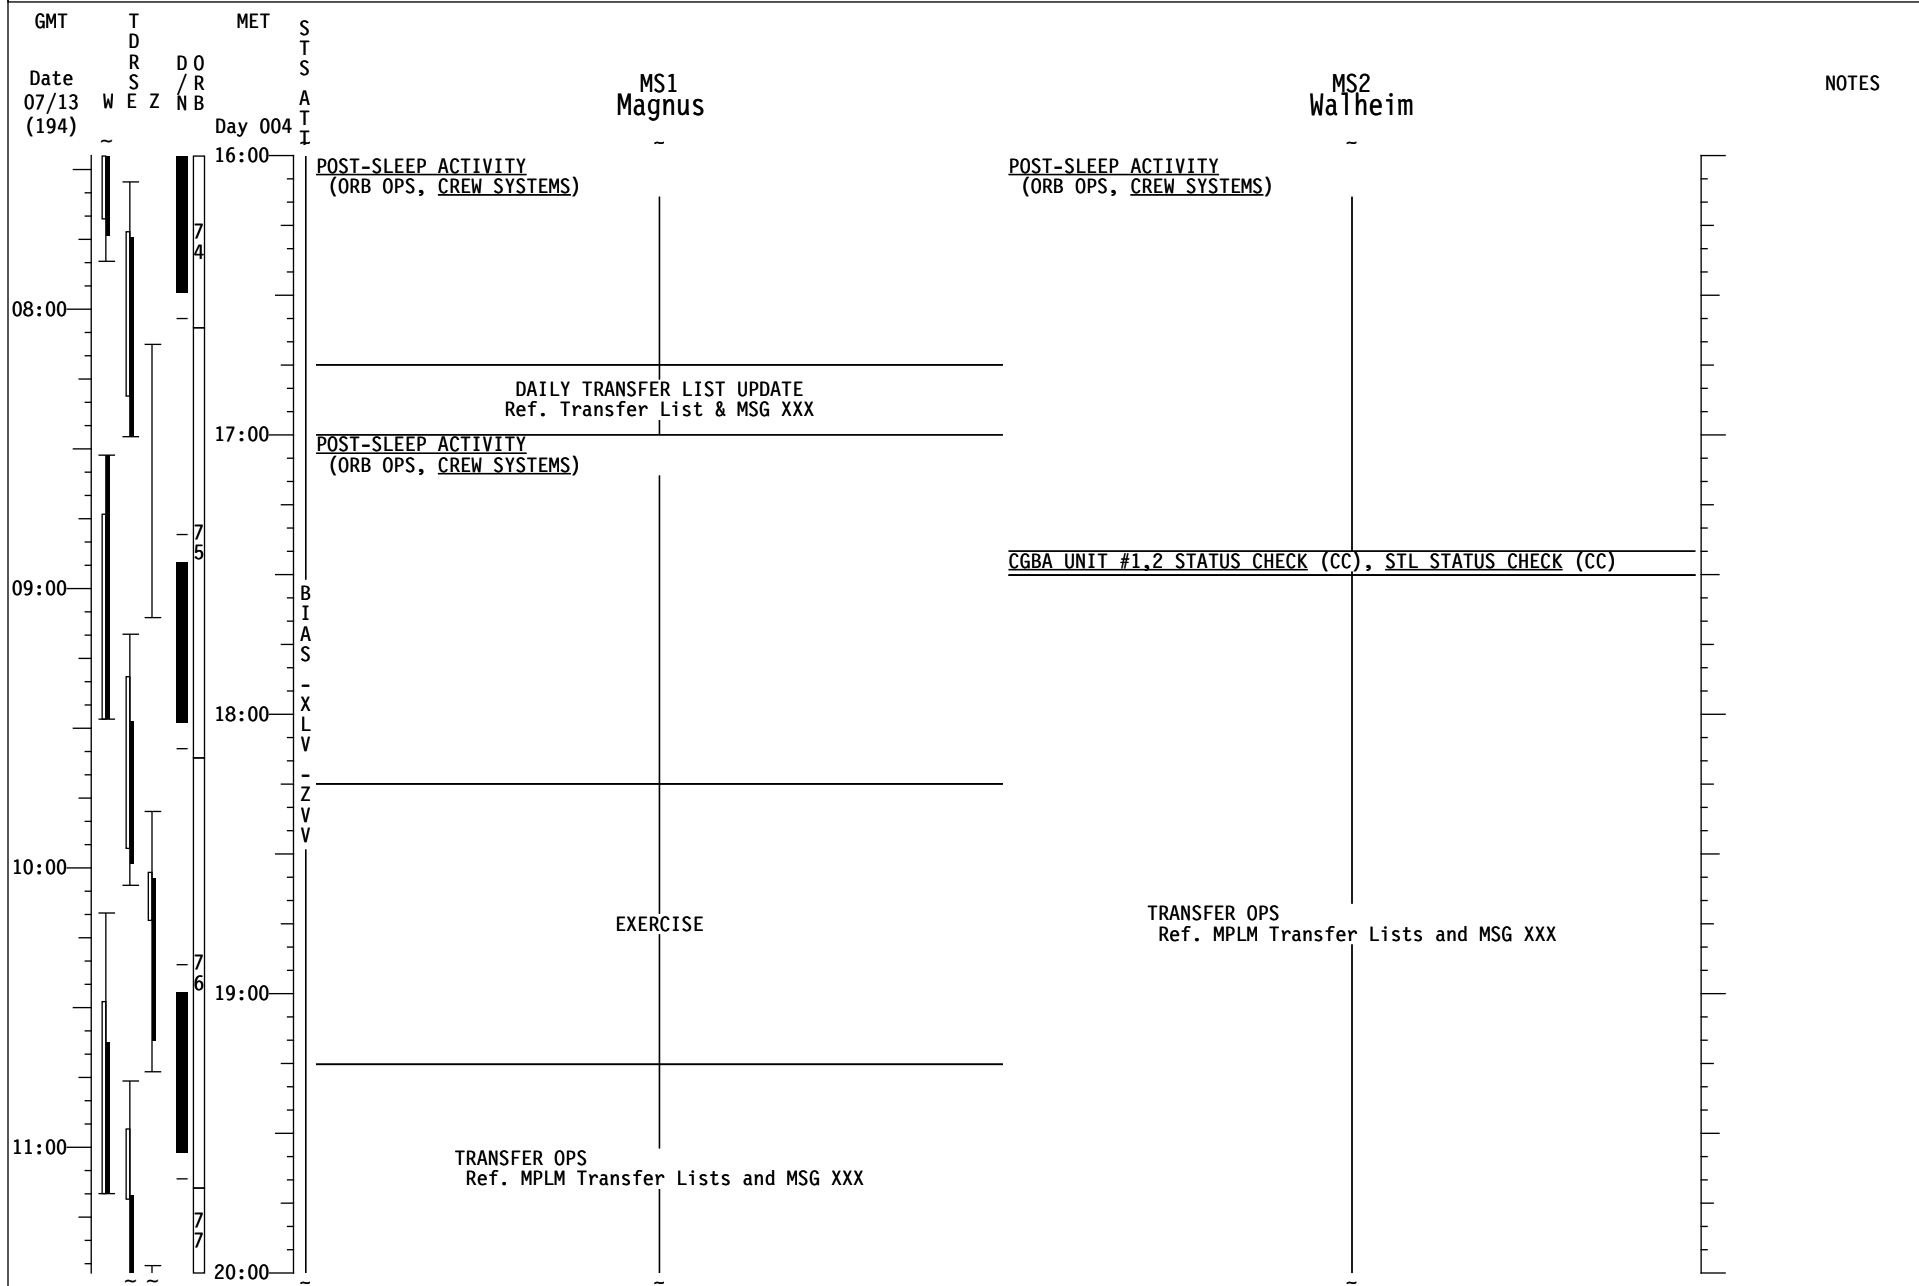 GMT
TDRS
MET
STS ATT
Date
07/13
(194)
W E Z
D/N
ORB
Day 004
MS1
Magnus
MS2
Walheim
NOTES
~
~
~
~
16:00
POST-SLEEP ACTIVITY
(ORB OPS, CREW SYSTEMS)
POST-SLEEP ACTIVITY
(ORB OPS, CREW SYSTEMS)
74
08:00
DAILY TRANSFER LIST UPDATE
Ref. Transfer List & MSG XXX
17:00
POST-SLEEP ACTIVITY
(ORB OPS, CREW SYSTEMS)
75
CGBA UNIT #1,2 STATUS CHECK (CC), STL STATUS CHECK (CC)
09:00
BIAS -XLV -ZVV
18:00
10:00
EXERCISE
TRANSFER OPS
Ref. MPLM Transfer Lists and MSG XXX
76
19:00
11:00
TRANSFER OPS
Ref. MPLM Transfer Lists and MSG XXX
77
20:00
~ ~ ~ ~ ~